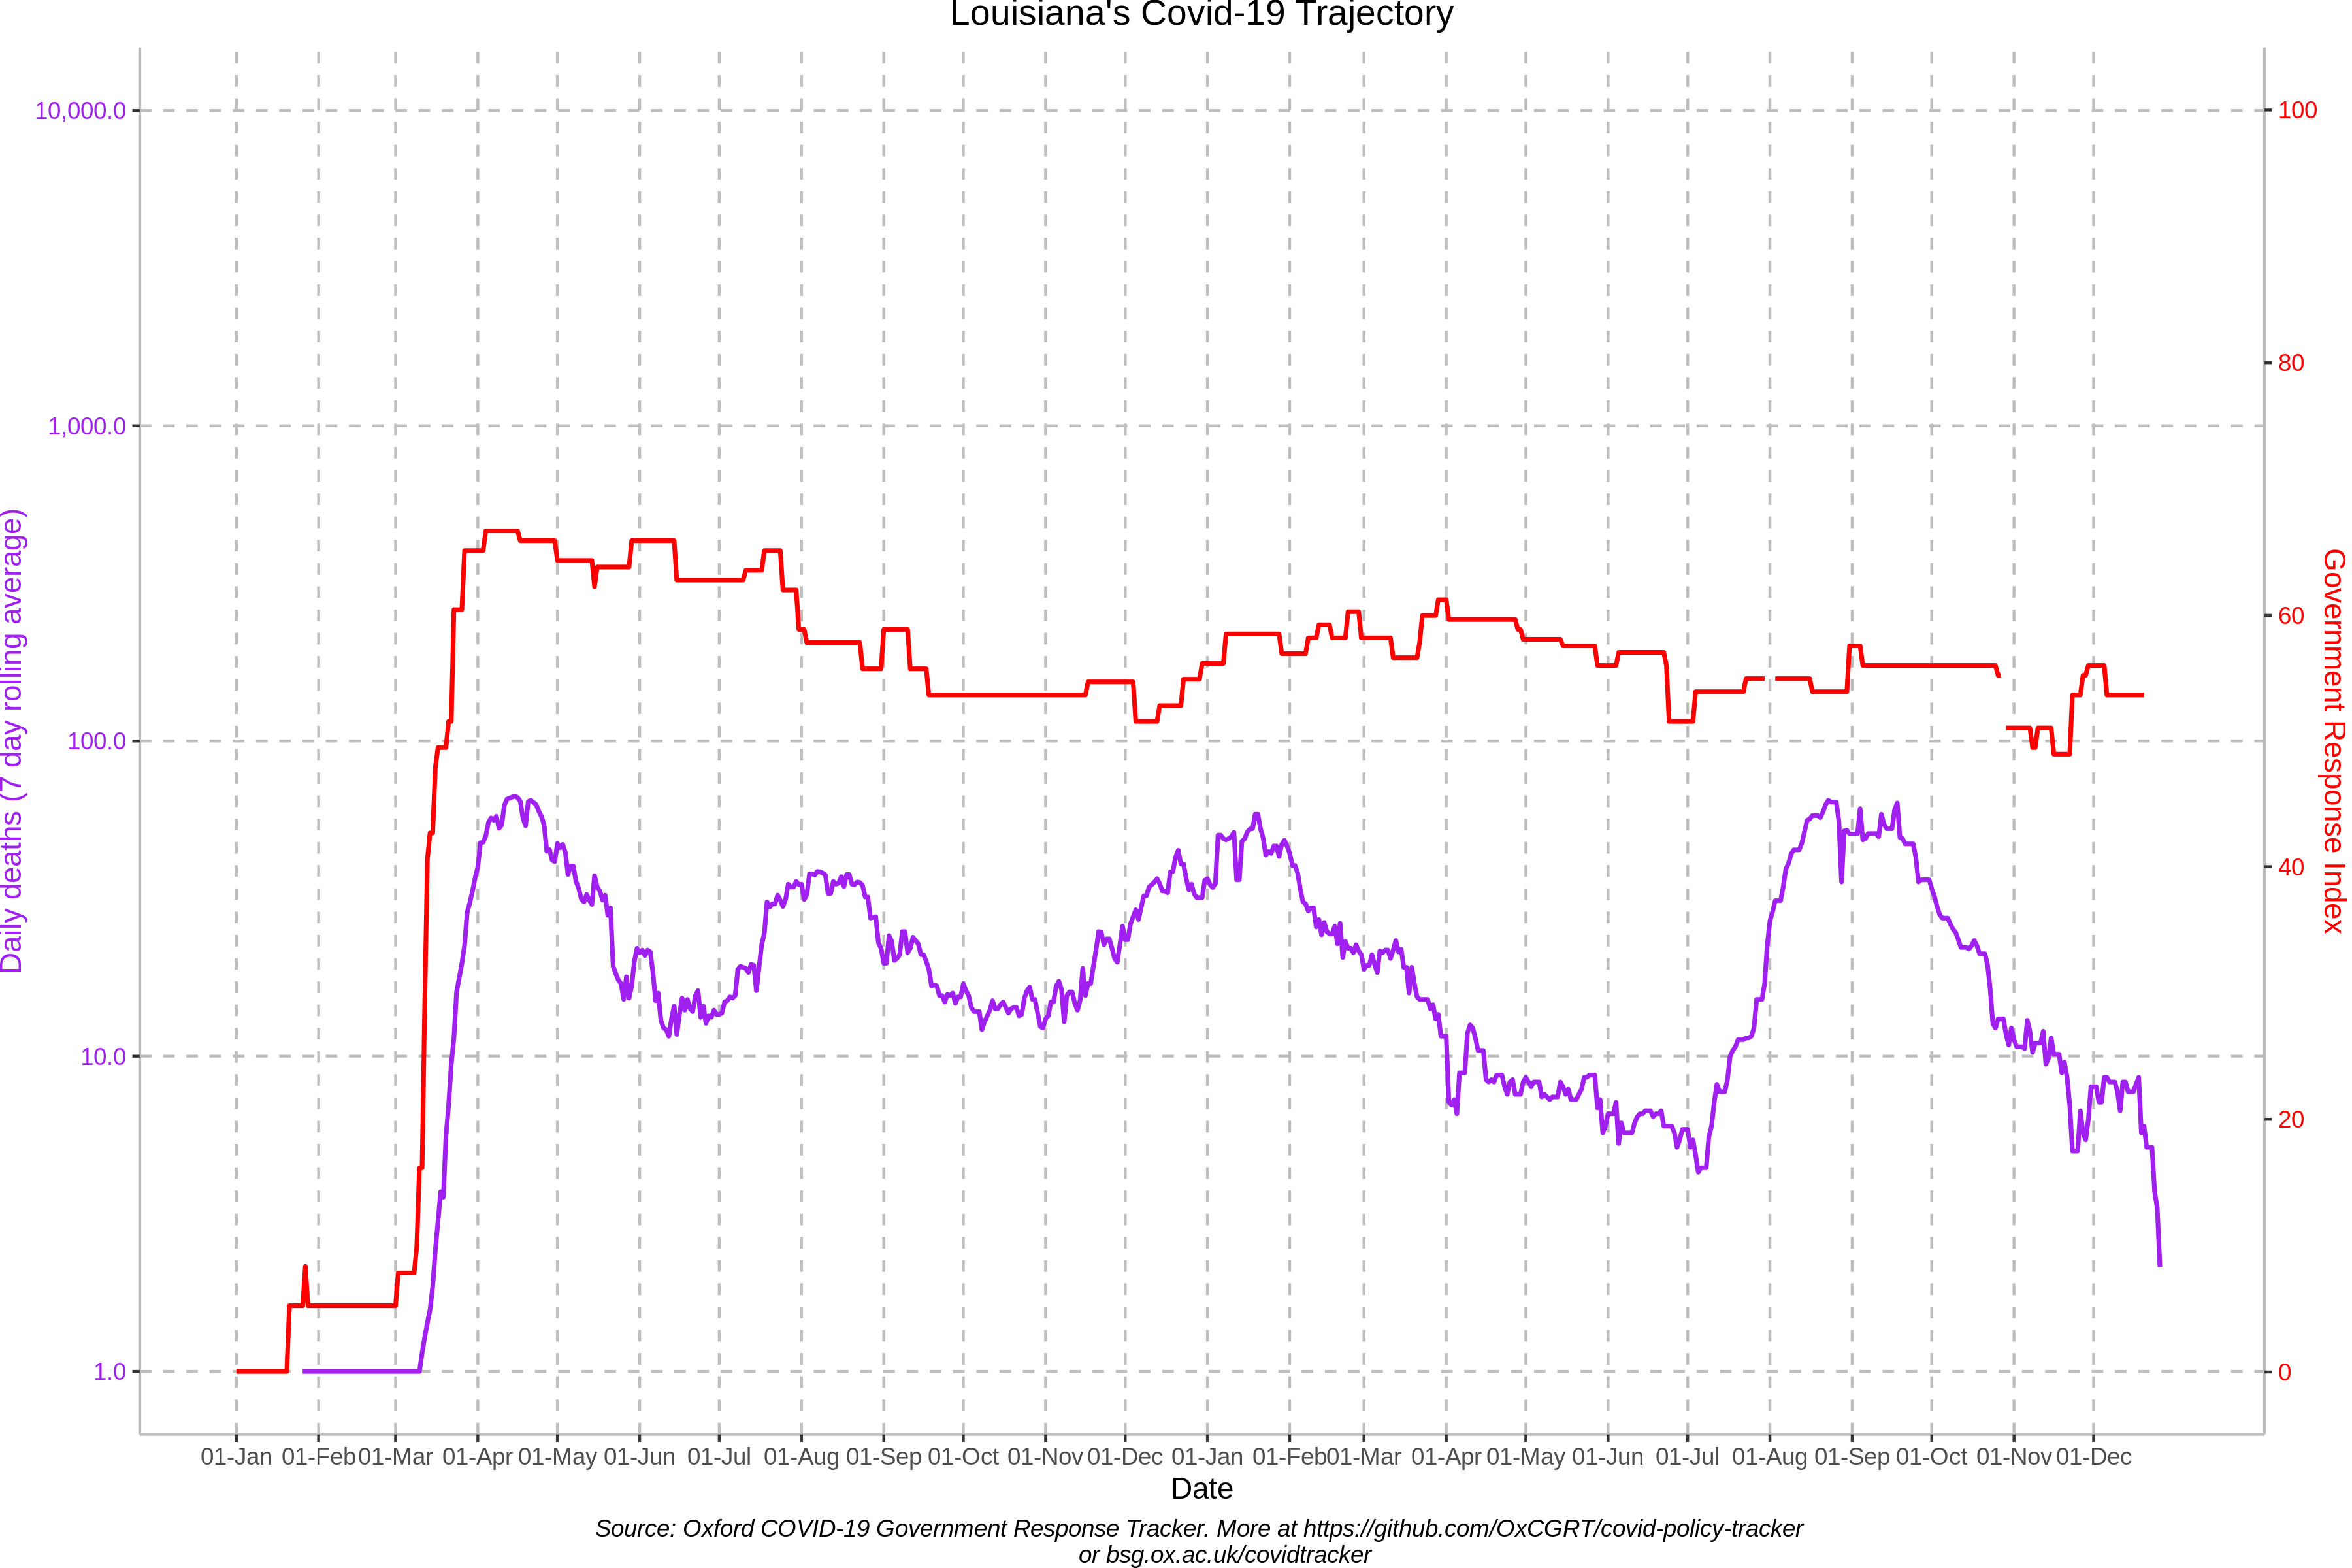 Louisiana's Covid-19 Trajectory
10,000.0
1,000.0
100.0
10.0
1.0
Daily deaths (7 day rolling average)
100
80
60
40
20
0
Government Response Index
01-Jan 01-Feb 01-Mar 01-Apr 01-May 01-Jun 01-Jul 01-Aug 01-Sep 01-Oct 01-Nov 01-Dec 01-Jan 01-Feb 01-Mar 01-Apr 01-May 01-Jun 01-Jul 01-Aug 01-Sep 01-Oct 01-Nov 01-Dec
Date
Source: Oxford COVID-19 Government Response Tracker. More at https://github.com/OxCGRT/covid-policy-tracker
or bsg.ox.ac.uk/covidtracker